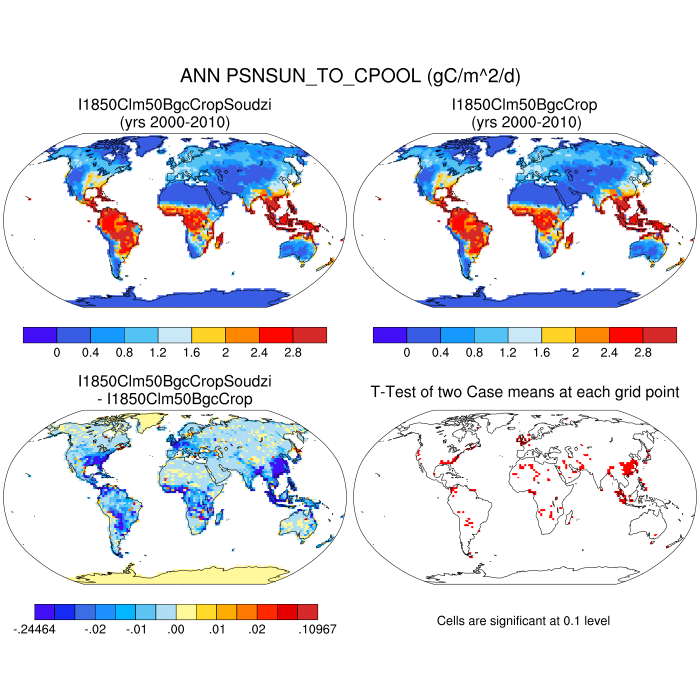 ANN PSNSUN_TO_CPOOL (gC/m^2/d)
I1850Clm50BgcCropSoudzi
(yrs 2000-2010)
I1850Clm50BgcCrop
(yrs 2000-2010)
0 0.4 0.8 1.2 1.6 2 2.4 2.8
0 0.4 0.8 1.2 1.6 2 2.4 2.8
I1850Clm50BgcCropSoudzi
- I1850Clm50BgcCrop
T-Test of two Case means at each grid point
-.24464 -.02 -.01 .00 .01 .02 .10967
Cells are significant at 0.1 level